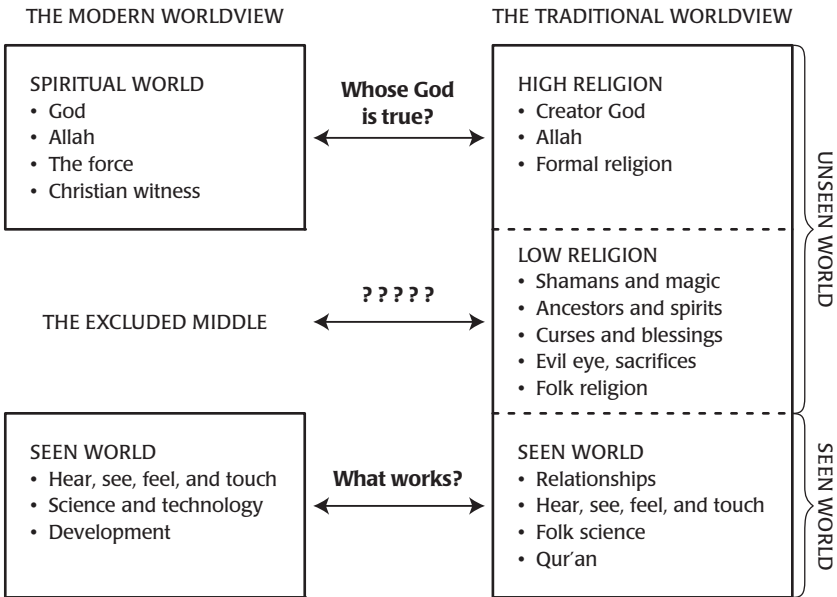 THE MODERN WORLDVIEW
THE TRADITIONAL WORLDVIEW
SPIRITUAL WORLD
• God
• Allah
• The force
• Christian witness
Whose God
is true?
HIGH RELIGION
• Creator God
• Allah
• Formal religion
UNSEEN WORLD
THE EXCLUDED MIDDLE
? ? ? ? ?
LOW RELIGION
• Shamans and magic
• Ancestors and spirits
• Curses and blessings
• Evil eye, sacrifices
• Folk religion
SEEN WORLD
• Hear, see, feel, and touch
• Science and technology
• Development
What works?
SEEN WORLD
• Relationships
• Hear, see, feel, and touch
• Folk science
• Qur′an
SEEN WORLD